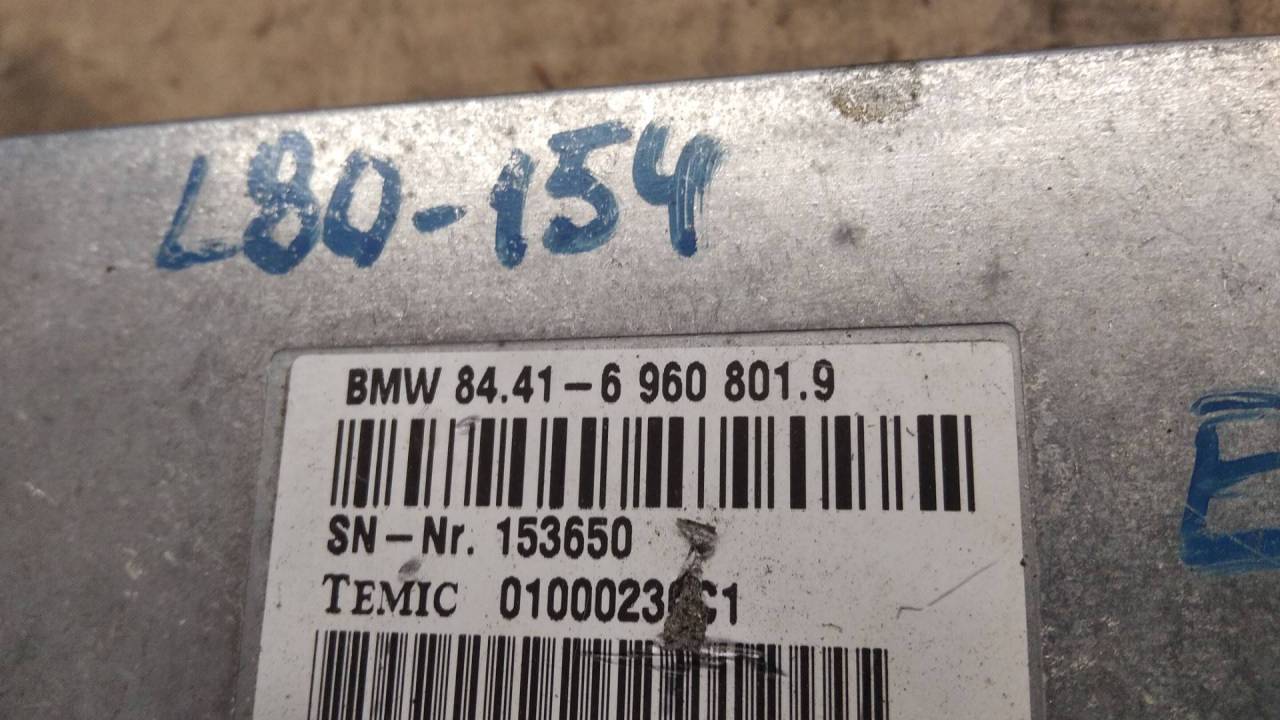 L80-154
BMW 84.41-6 960 801.9
SN-Nr. 153650
TEMIC
E